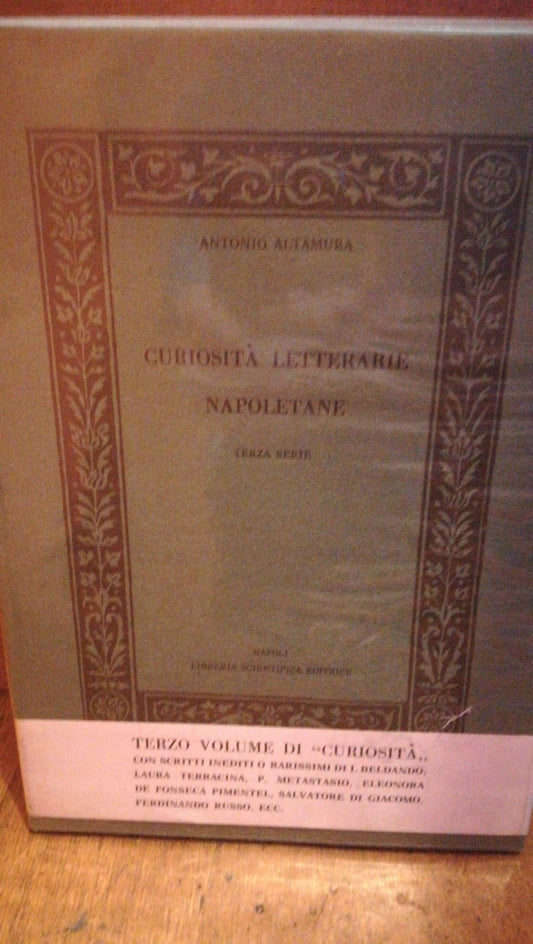 ANTONIO ALTAMURA
CURIOSITÀ LETTERARIE
NAPOLETANE
TERZA SERIE
NAPOLI
LIBRERIA SCIENTIFICA EDITRICE
TERZO VOLUME DI “CURIOSITÀ„
CON SCRITTI INEDITI O RARISSIMI DI I. BELDANDO,
LAURA TERRACINA, P. METASTASIO, ELEONORA
DE FONSECA PIMENTEL, SALVATORE DI GIACOMO,
FERDINANDO RUSSO, ECC.